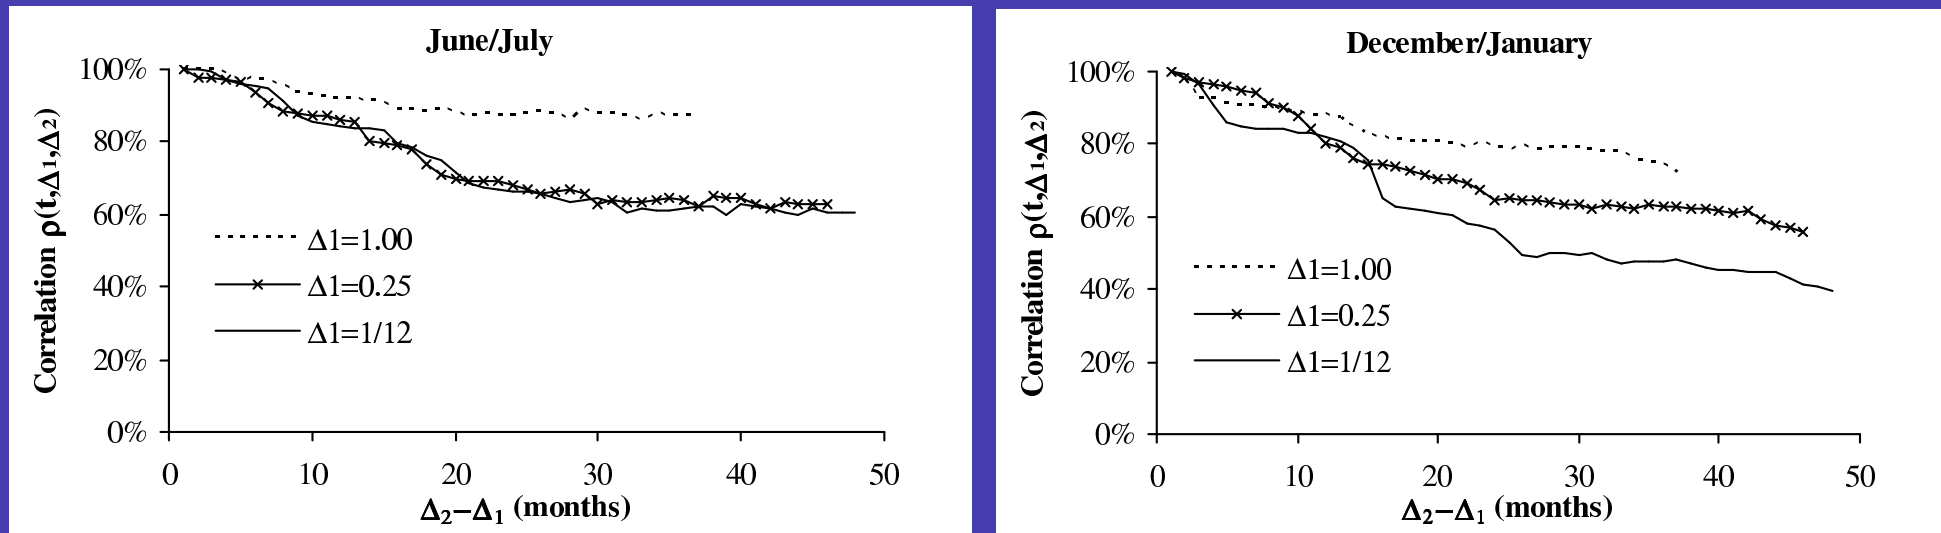 June/July
Correlation ρ(t,Δ1,Δ2)
100%
80%
60%
40%
20%
0%
Δ1=1.00
Δ1=0.25
Δ1=1/12
0 10 20 30 40 50
Δ2−Δ1 (months)
December/January
Correlation ρ(t,Δ1,Δ2)
100%
80%
60%
40%
20%
0%
Δ1=1.00
Δ1=0.25
Δ1=1/12
0 10 20 30 40 50
Δ2−Δ1 (months)